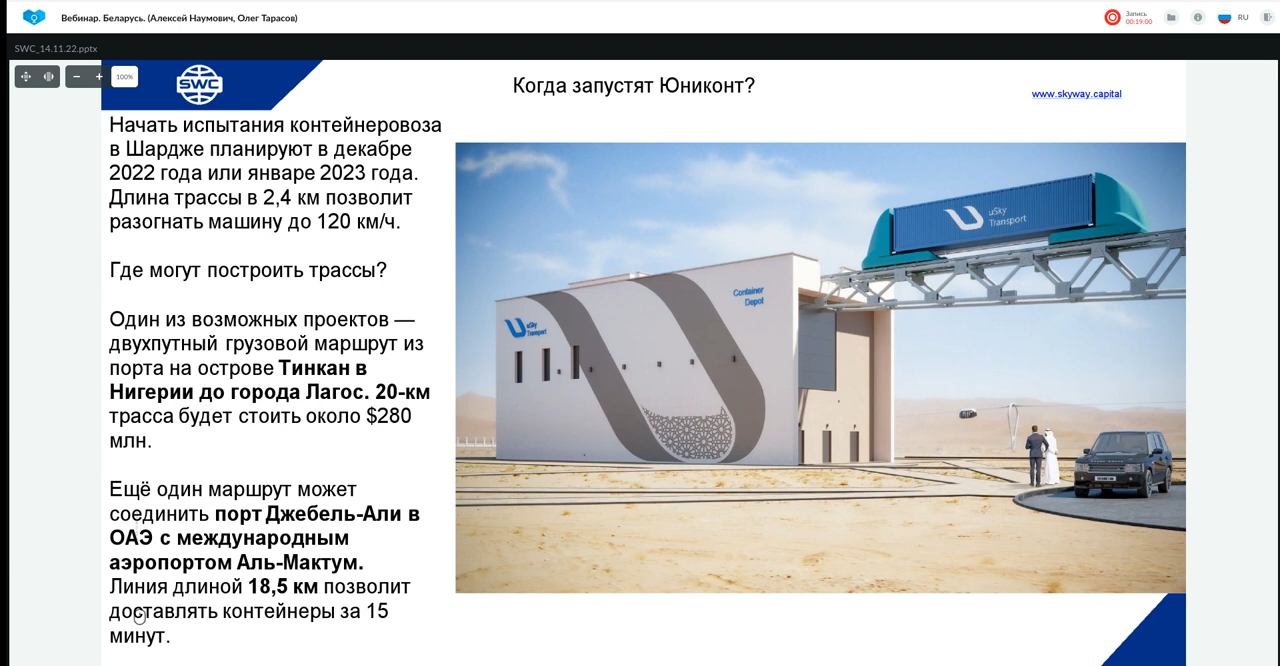 Вебинар. Беларусь. (Алексей Наумович, Олег Тарасов)
Запись
00:19:00
RU
SWC_14.11.22.pptx
100%
SWC
Когда запустят Юниконт?
www.skyway.capital
Начать испытания контейнеровоза
в Шардже планируют в декабре
2022 года или январе 2023 года.
Длина трассы в 2,4 км позволит
разогнать машину до 120 км/ч.
Где могут построить трассы?
Один из возможных проектов —
двухпутный грузовой маршрут из
порта на острове Тинкан в
Нигерии до города Лагос. 20-км
трасса будет стоить около $280
млн.
Ещё один маршрут может
соединить порт Джебель-Али в
ОАЭ с международным
аэропортом Аль-Мактум.
Линия длиной 18,5 км позволит
доставлять контейнеры за 15
минут.
uSky
Transport
Container
Depot
uSky
Transport